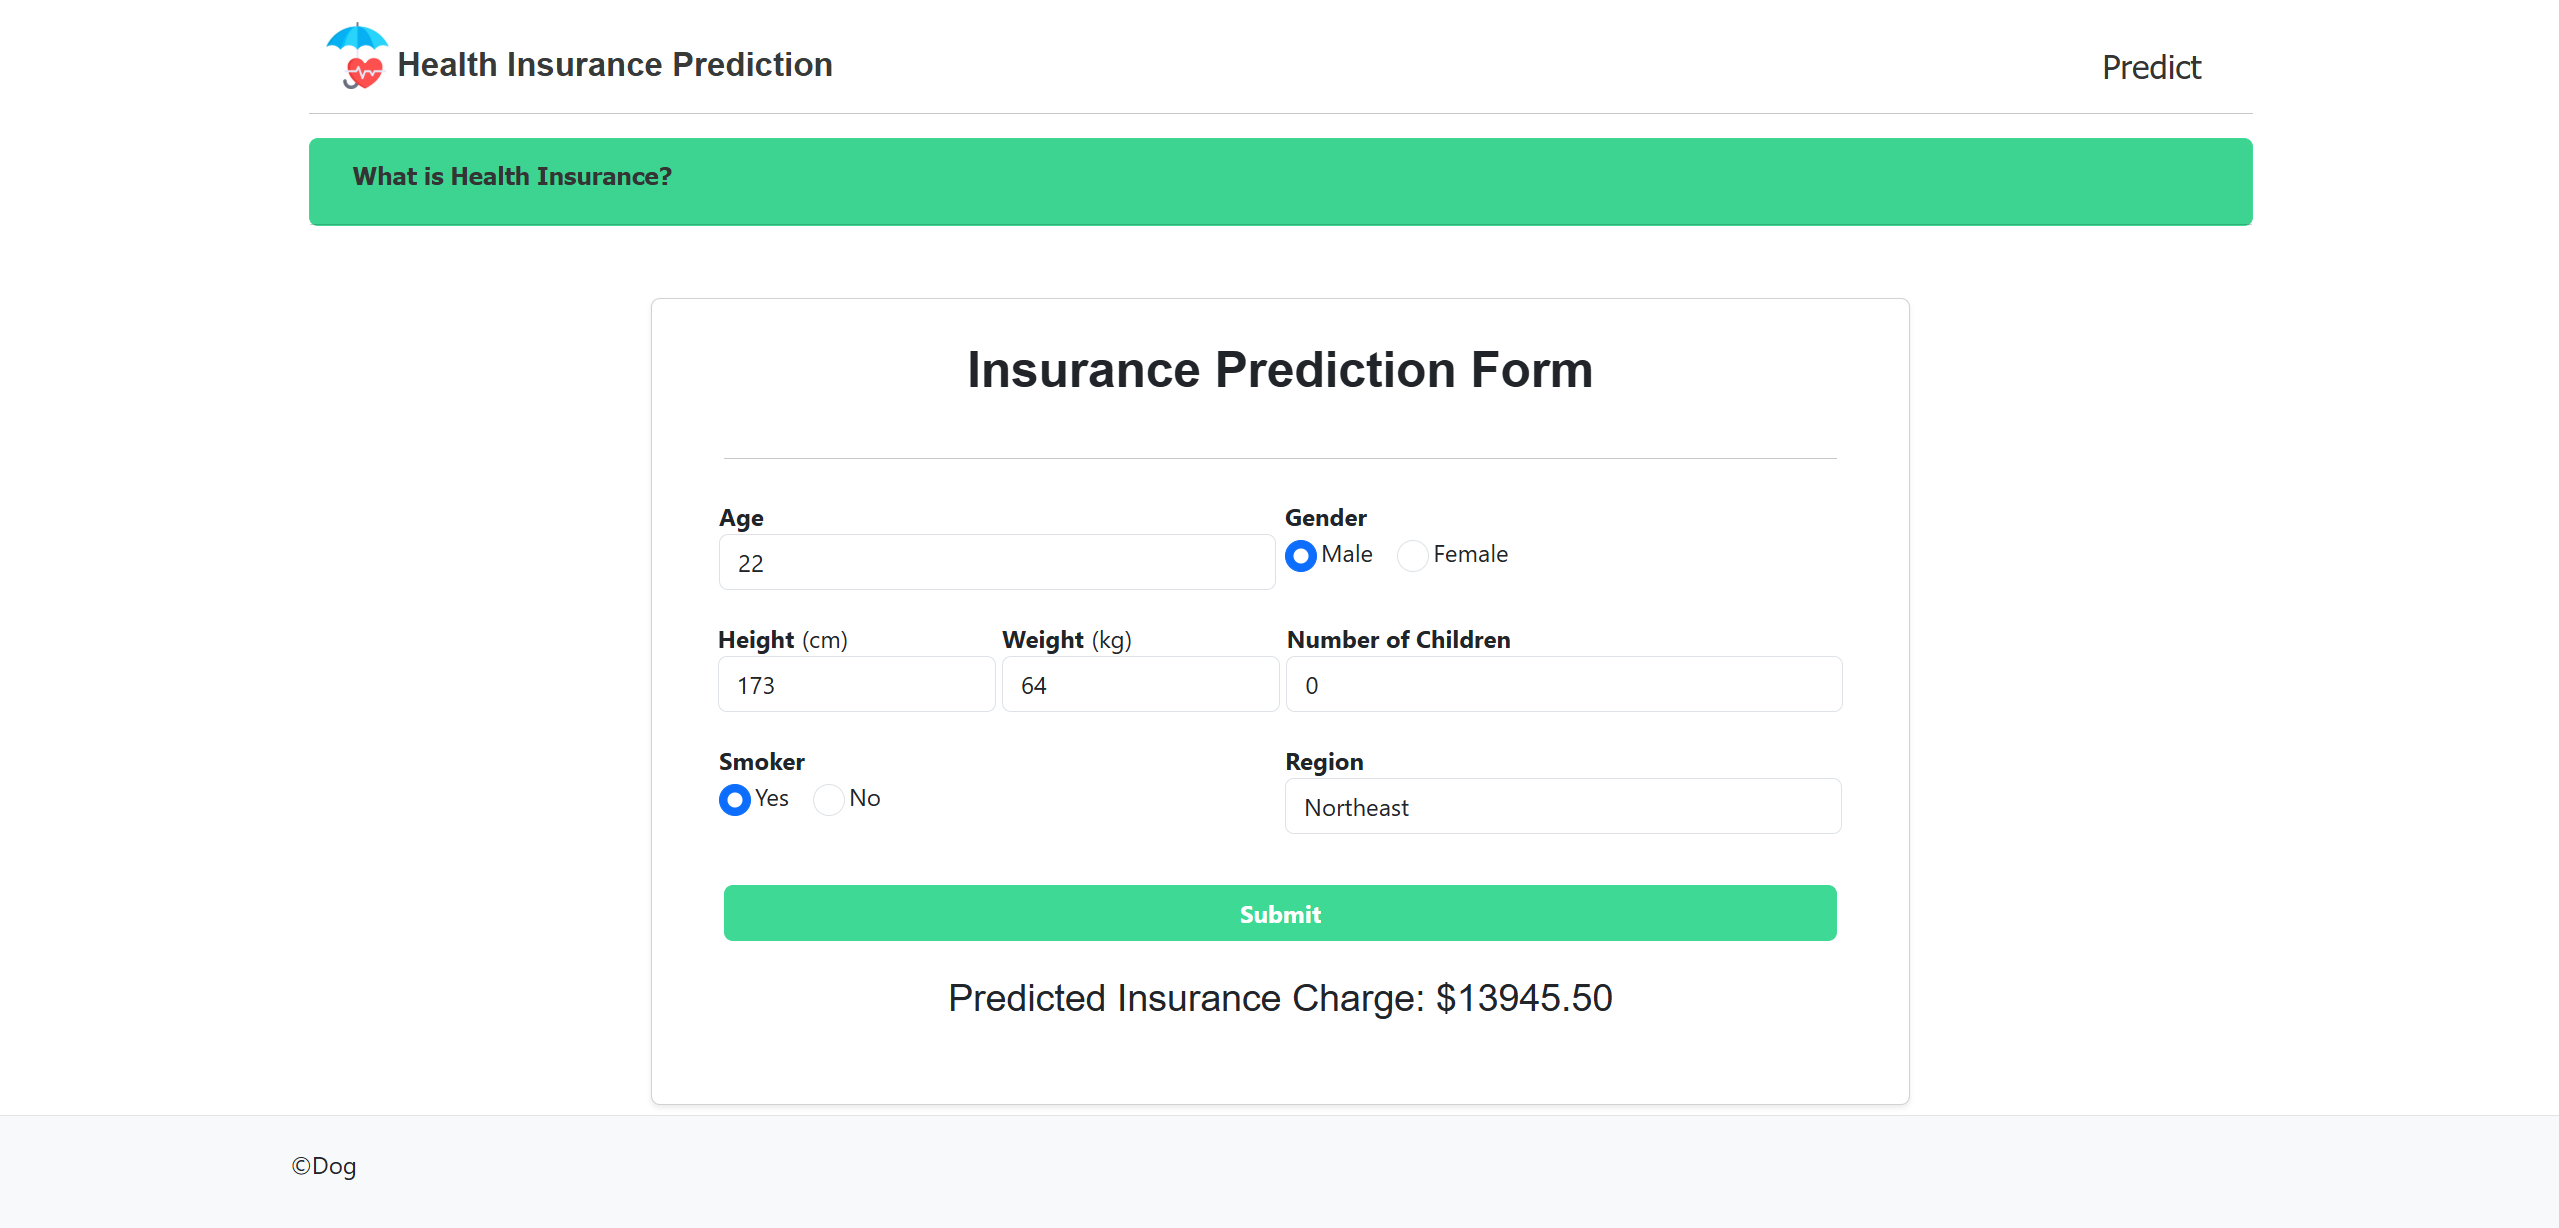 Health Insurance Prediction
Predict
What is Health Insurance?
Insurance Prediction Form
Age
Gender
22
Male
Female
Height (cm)
Weight (kg)
Number of Children
173
64
0
Smoker
Region
Yes
No
Northeast
Submit
Predicted Insurance Charge: $13945.50
©Dog